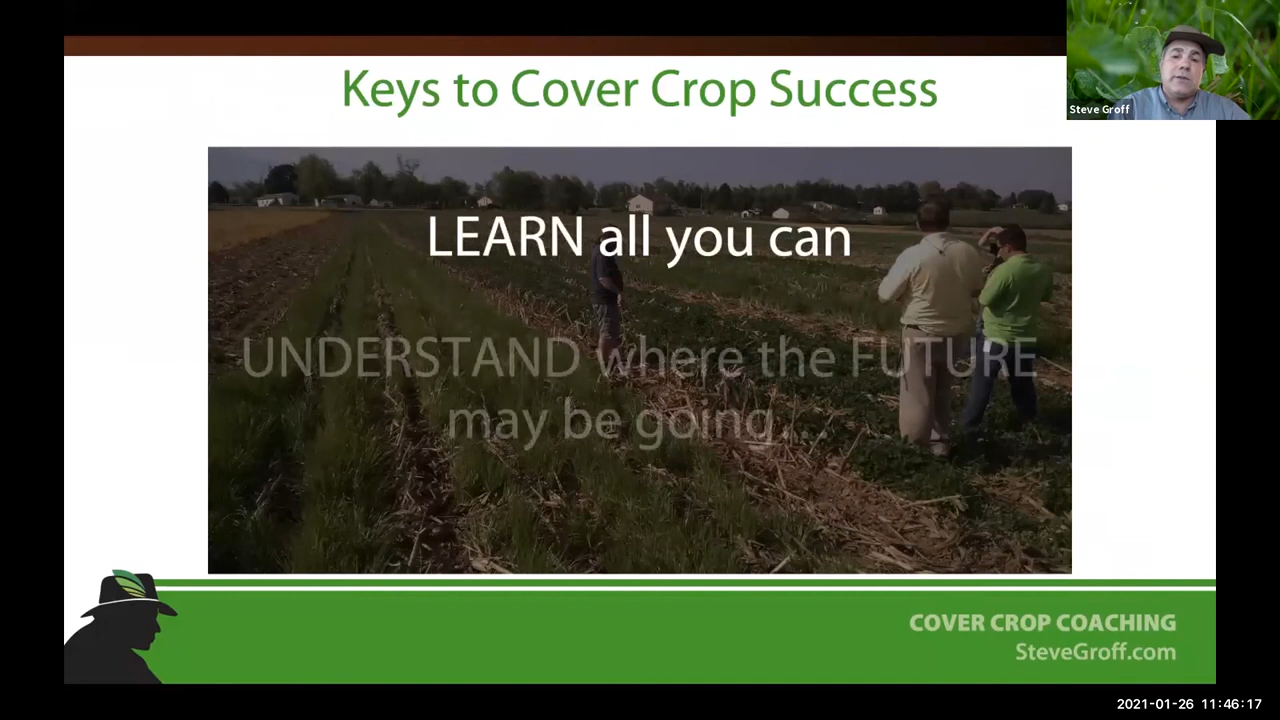 Keys to Cover Crop Success
Steve Groff
LEARN all you can
UNDERSTAND where the FUTURE
may be going ...
COVER CROP COACHING
SteveGroff.com
2021-01-26 11:46:17